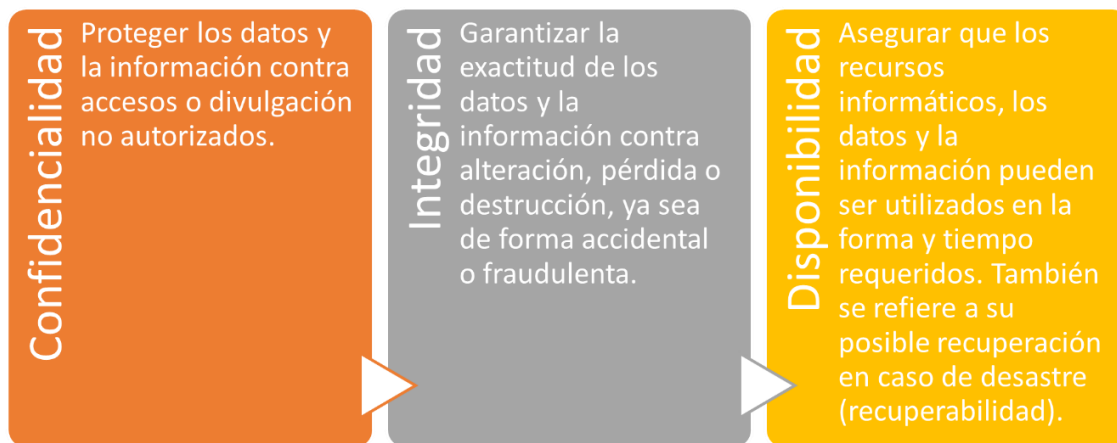 Confidencialidad
Proteger los datos y
la información contra
accesos o divulgación
no autorizados.
Integridad
Garantizar la
exactitud de los
datos y la
información contra
alteración, pérdida o
destrucción, ya sea
de forma accidental
o fraudulenta.
Disponibilidad
Asegurar que los
recursos
informáticos, los
datos y la
información pueden
ser utilizados en la
forma y tiempo
requeridos. También
se refiere a su
posible recuperación
en caso de desastre
(recuperabilidad).